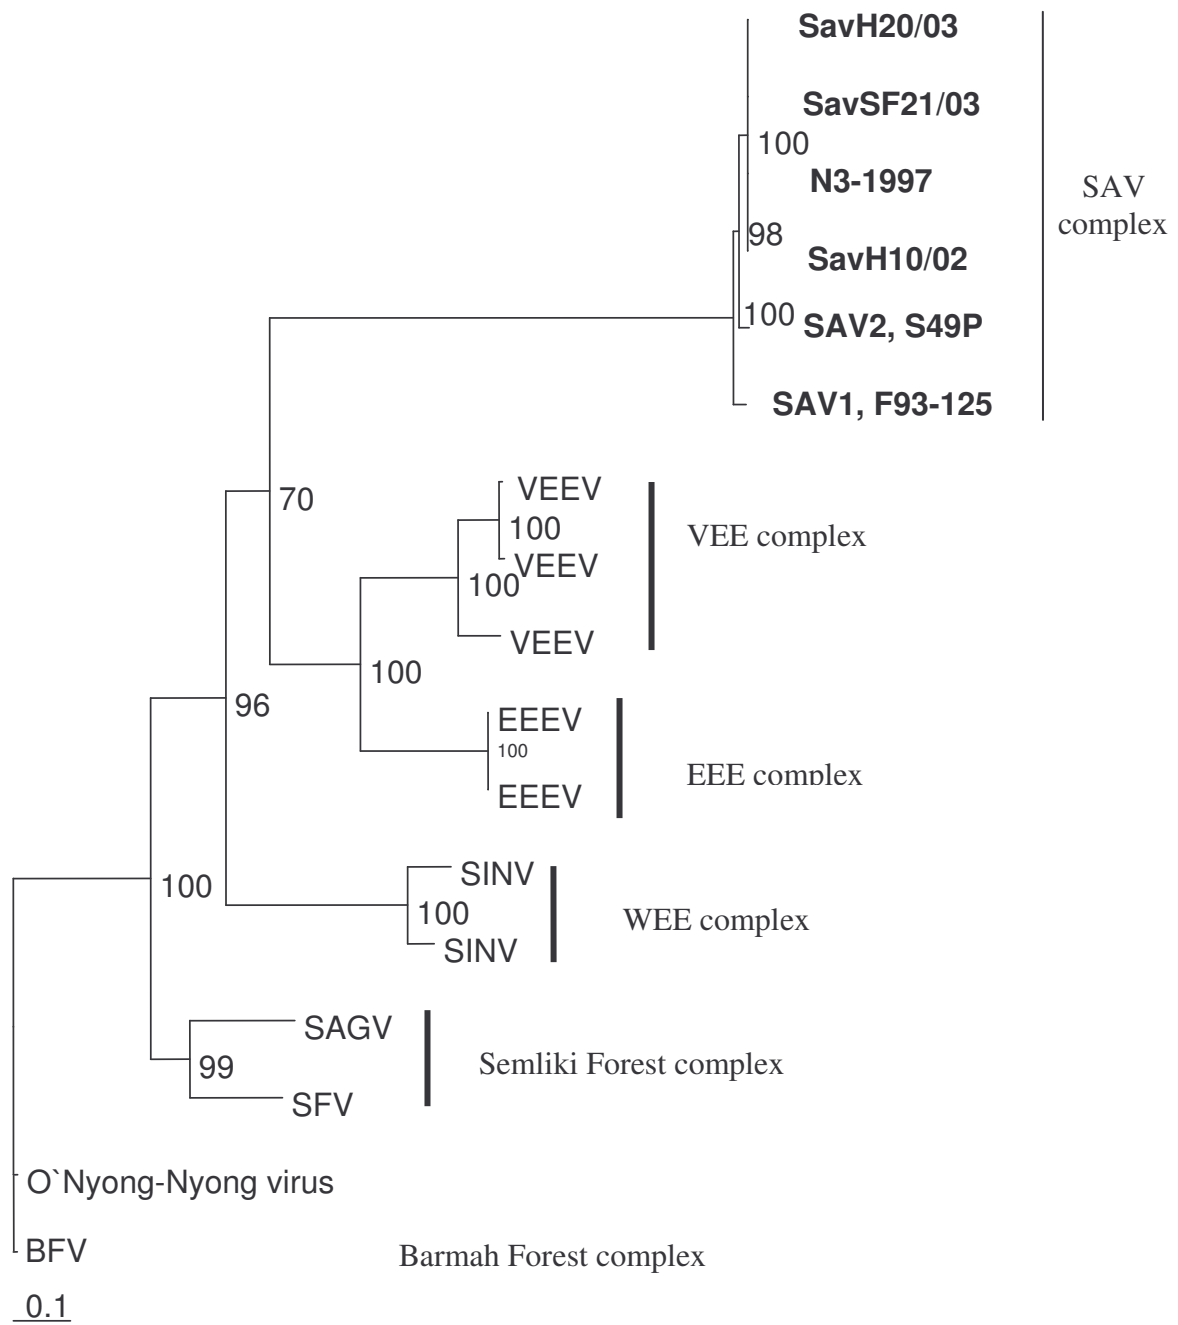 SavH20/03
SavSF21/03
100
N3-1997
SAV
complex
98
SavH10/02
100
SAV2, S49P
SAV1, F93-125
VEEV
70
100
VEE complex
VEEV
100
VEEV
100
96
EEEV
100
EEE complex
EEEV
SINV
100
100
WEE complex
SINV
SAGV
99
Semliki Forest complex
SFV
O`Nyong-Nyong virus
BFV
Barmah Forest complex
0.1